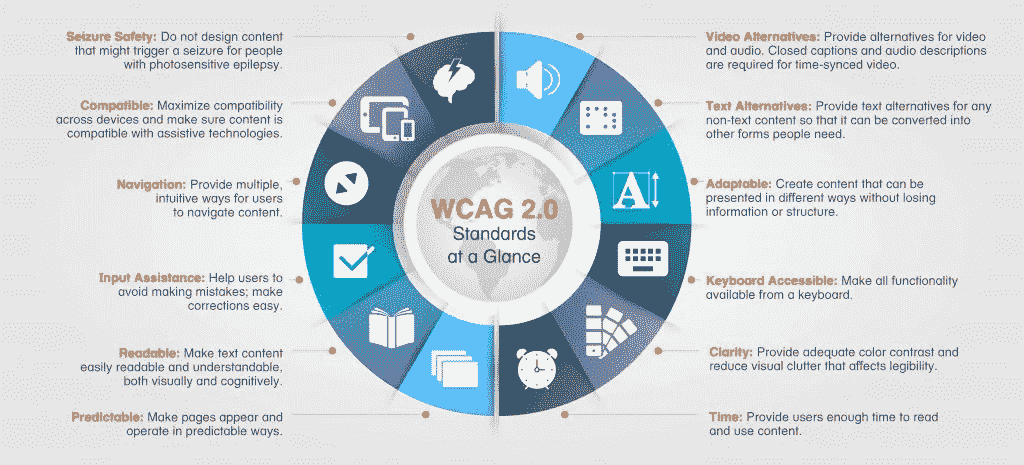 WCAG 2.0
Standards
at a Glance
Seizure Safety: Do not design content
that might trigger a seizure for people
with photosensitive epilepsy.
Compatible: Maximize compatibility
across devices and make sure content is
compatible with assistive technologies.
Navigation: Provide multiple,
intuitive ways for users
to navigate content.
Input Assistance: Help users to
avoid making mistakes; make
corrections easy.
Readable: Make text content
easily readable and understandable,
both visually and cognitively.
Predictable: Make pages appear and
operate in predictable ways.
Video Alternatives: Provide alternatives for video
and audio. Closed captions and audio descriptions
are required for time-synced video.
Text Alternatives: Provide text alternatives for any
non-text content so that it can be converted into
other forms people need.
A
Adaptable: Create content that can be
presented in different ways without losing
information or structure.
Keyboard Accessible: Make all functionality
available from a keyboard.
Clarity: Provide adequate color contrast and
reduce visual clutter that affects legibility.
Time: Provide users enough time to read
and use content.